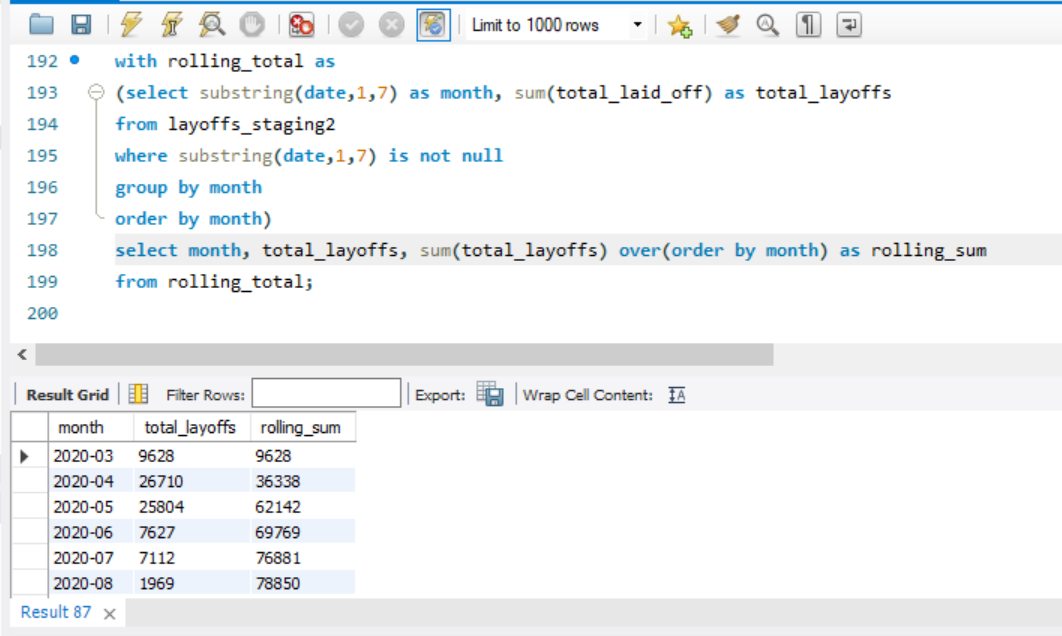 Limit to 1000 rows
192 with rolling_total as
193 (select substring(date,1,7) as month, sum(total_laid_off) as total_layoffs
194 from layoffs_staging2
195 where substring(date,1,7) is not null
196 group by month
197 order by month)
198 select month, total_layoffs, sum(total_layoffs) over(order by month) as rolling_sum
199 from rolling_total;
200
Result Grid Filter Rows: Export: Wrap Cell Content: IA
month total_layoffs rolling_sum
2020-03 9628 9628
2020-04 26710 36338
2020-05 25804 62142
2020-06 7627 69769
2020-07 7112 76881
2020-08 1969 78850
Result 87